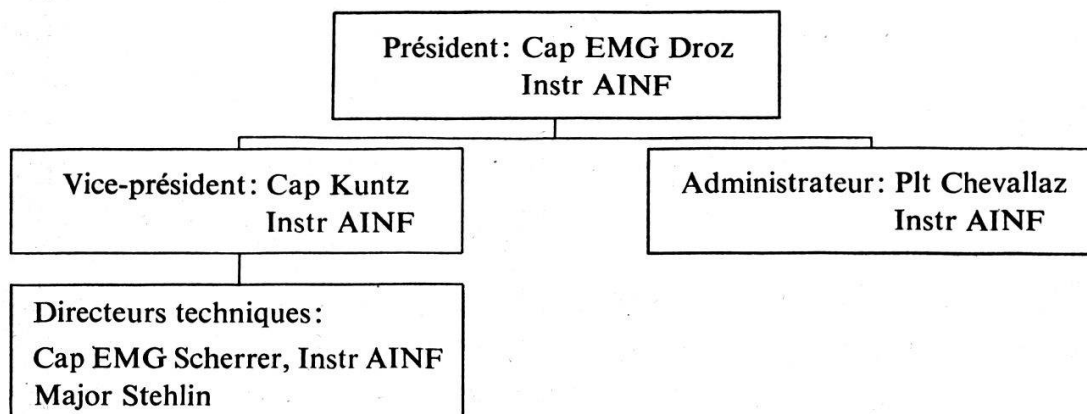 Président: Cap EMG Droz
Instr AINF
Vice-président: Cap Kuntz
Instr AINF
Administrateur: Plt Chevallaz
Instr AINF
Directeurs techniques:
Cap EMG Scherrer, Instr AINF
Major Stehlin